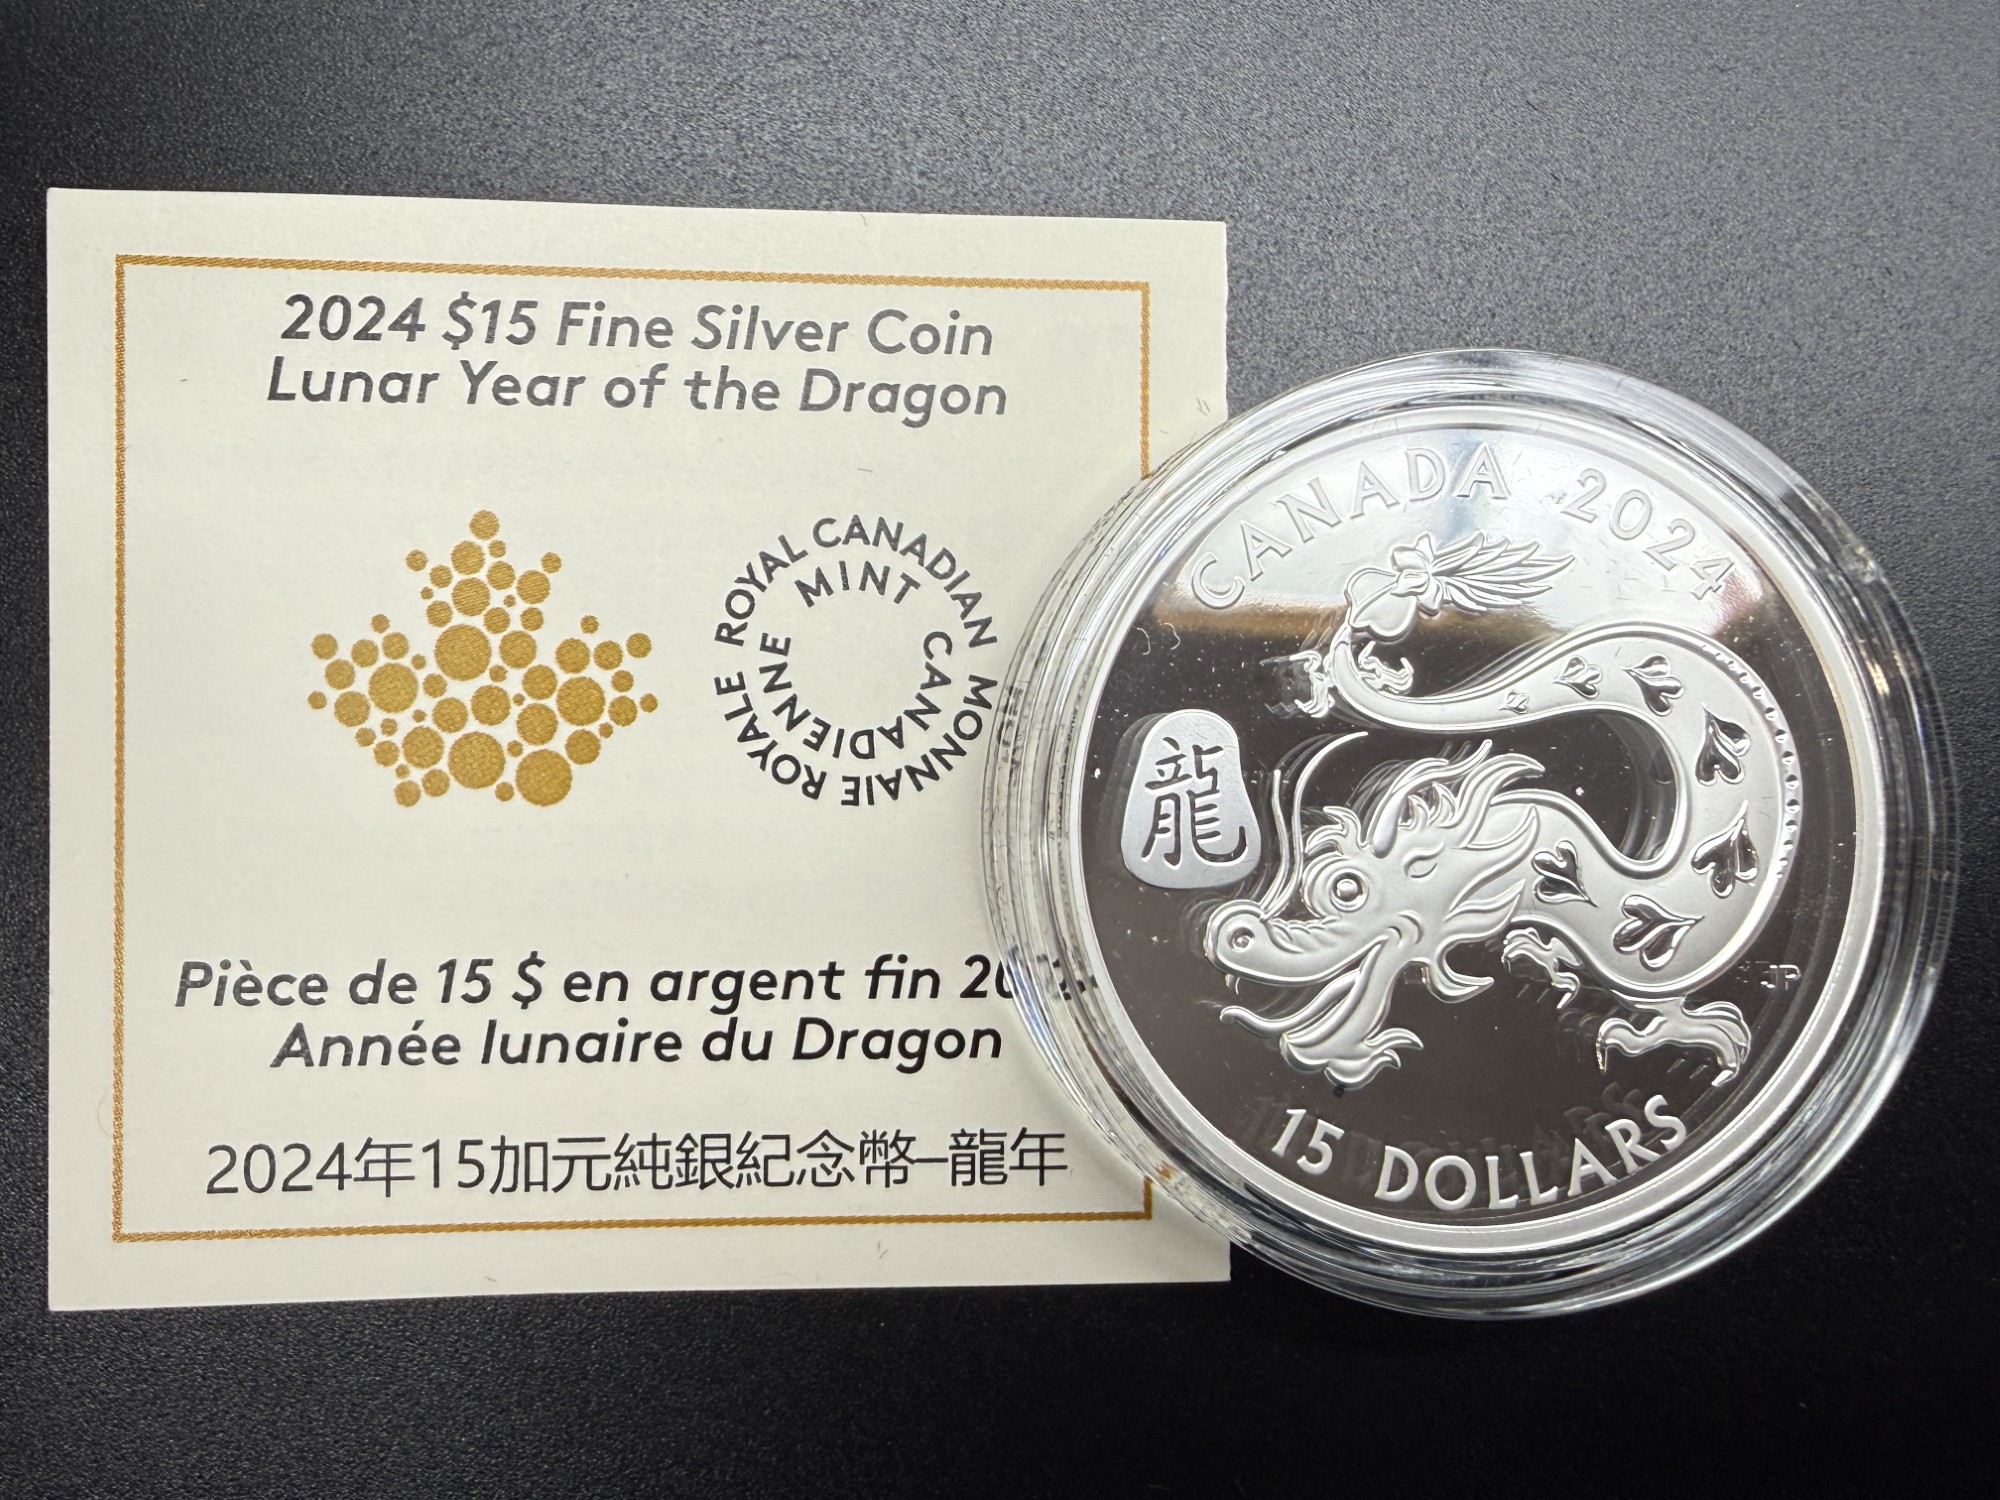 2024 $15 Fine Silver Coin
Lunar Year of the Dragon
ROYAL CANADIAN MINT
MONNAIE ROYALE CANADIENNE
Pièce de 15 $ en argent fin
Année lunaire du Dragon
2024年15加元純銀紀念幣–龍年
CANADA 2024
龍
JP
15 DOLLARS